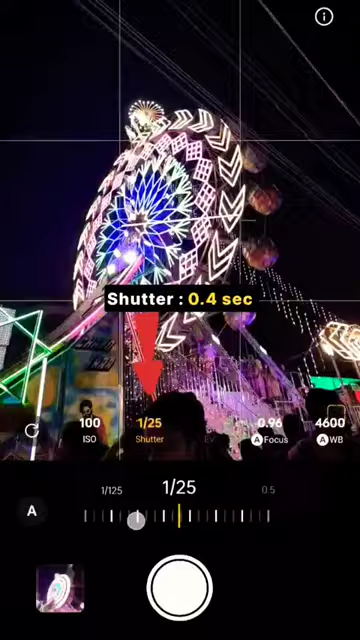 Shutter : 0.4 sec
100
1/25
0.96
4600
ISO
Shutter
EV
A Focus
A WB
1/125
1/25
0.5
A